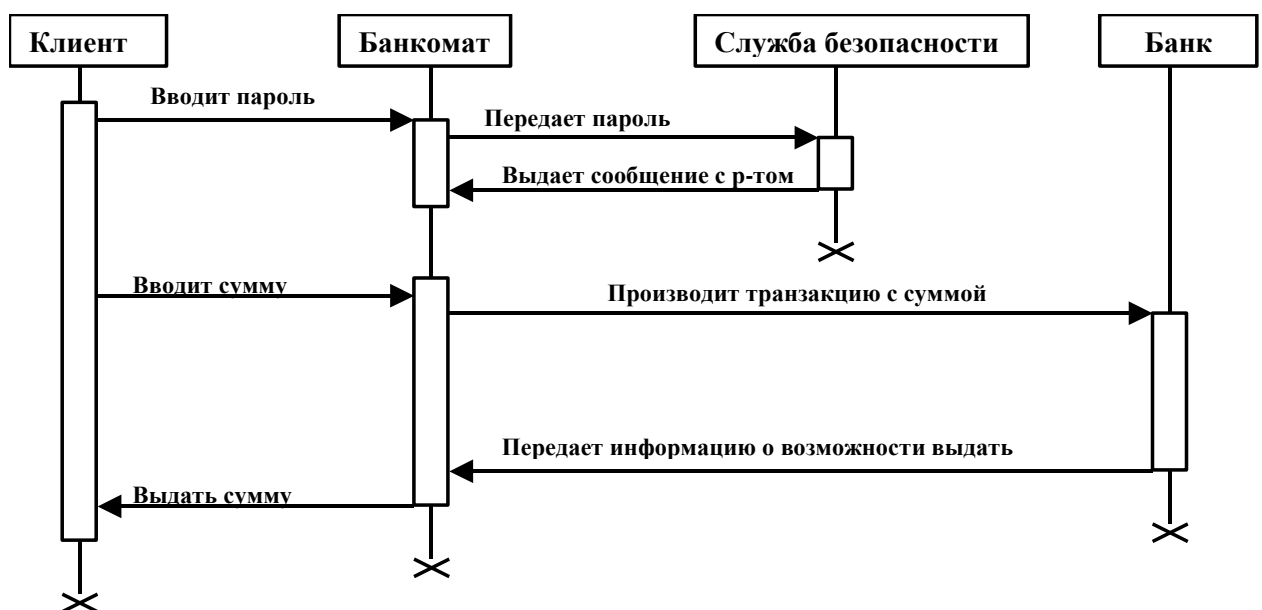 Клиент
Банкомат
Служба безопасности
Банк
Вводит пароль
Передает пароль
Выдает сообщение с р-том
Вводит сумму
Производит транзакцию с суммой
Передает информацию о возможности выдать
Выдать сумму